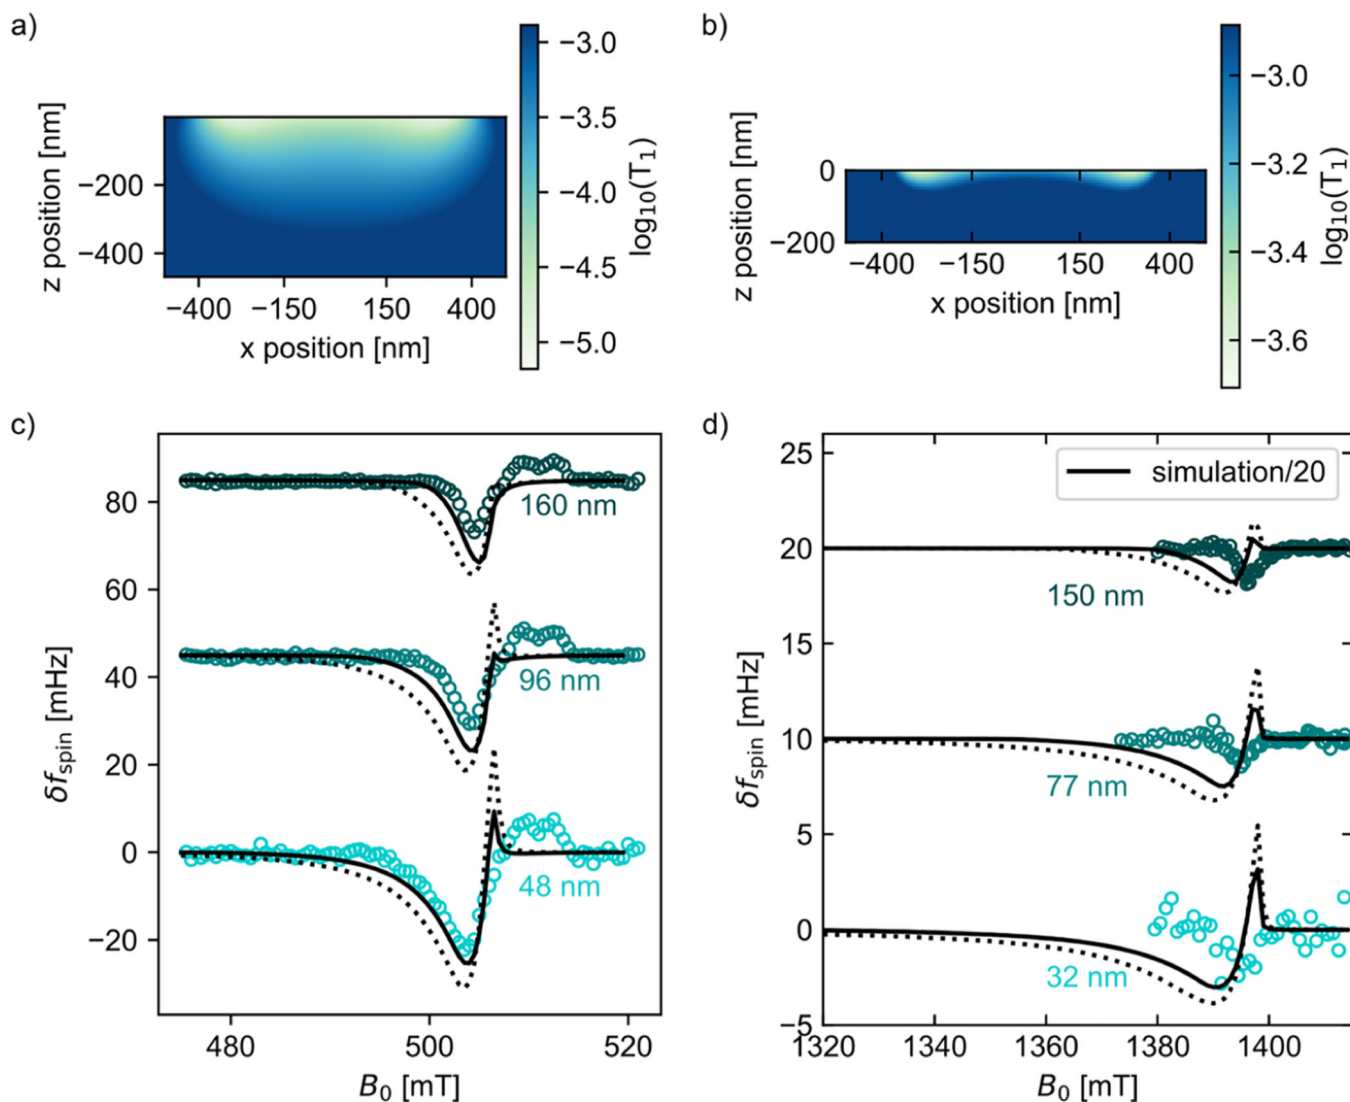 a)
z position [nm]
−200
−400
−400
−150
150
400
x position [nm]
−3.0
−3.5
−4.0
−4.5
−5.0
log₁₀(T₁)
b)
z position [nm]
0
−200
−400
−150
150
400
x position [nm]
−3.0
−3.2
−3.4
−3.6
log₁₀(T₁)
c)
δf_spin [mHz]
80
60
40
20
0
−20
160 nm
96 nm
48 nm
480
500
520
B₀ [mT]
d)
δf_spin [mHz]
25
20
15
10
5
0
−5
simulation/20
150 nm
77 nm
32 nm
1320
1340
1360
1380
1400
B₀ [mT]